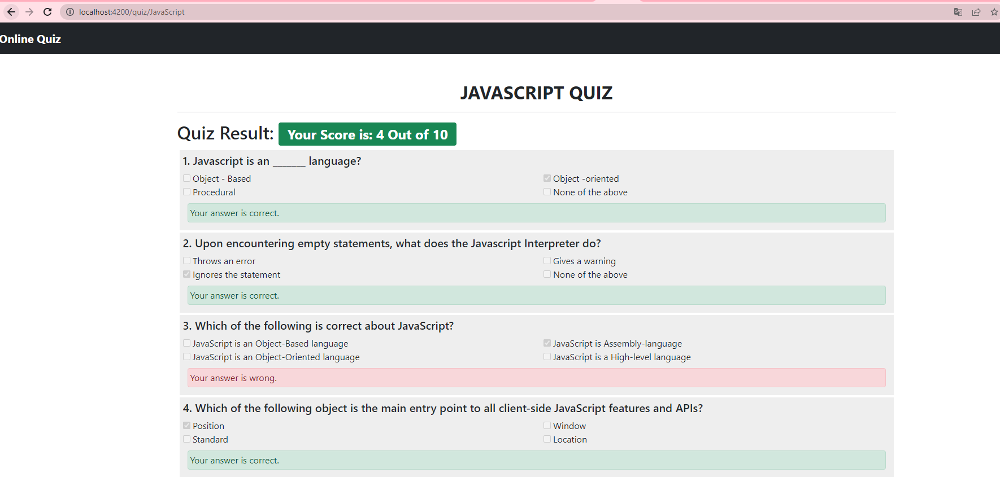 localhost:4200/quiz/JavaScript
Online Quiz
JAVASCRIPT QUIZ
Quiz Result: Your Score is: 4 Out of 10
1. Javascript is an _______ language?
Object - Based Object -oriented
Procedural None of the above
Your answer is correct.
2. Upon encountering empty statements, what does the Javascript Interpreter do?
Throws an error Gives a warning
Ignores the statement None of the above
Your answer is correct.
3. Which of the following is correct about JavaScript?
JavaScript is an Object-Based language JavaScript is Assembly-language
JavaScript is an Object-Oriented language JavaScript is a High-level language
Your answer is wrong.
4. Which of the following object is the main entry point to all client-side JavaScript features and APIs?
Position Window
Standard Location
Your answer is correct.